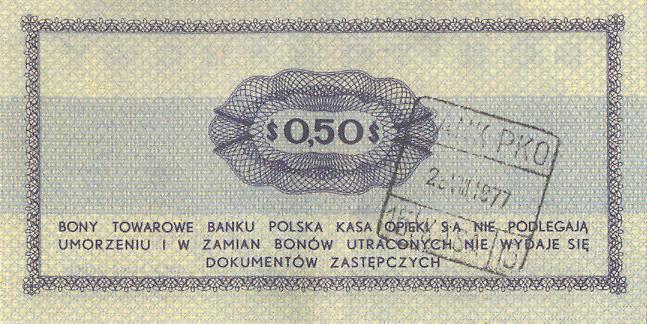 $ 0,50 $
BANK PKO
BONY TOWAROWE BANKU POLSKA KASA OPIEKI S.A. NIE PODLEGAJĄ
UMORZENIU I W ZAMIAN BONÓW UTRACONYCH NIE WYDAJE SIĘ
DOKUMENTÓW ZASTĘPCZYCH